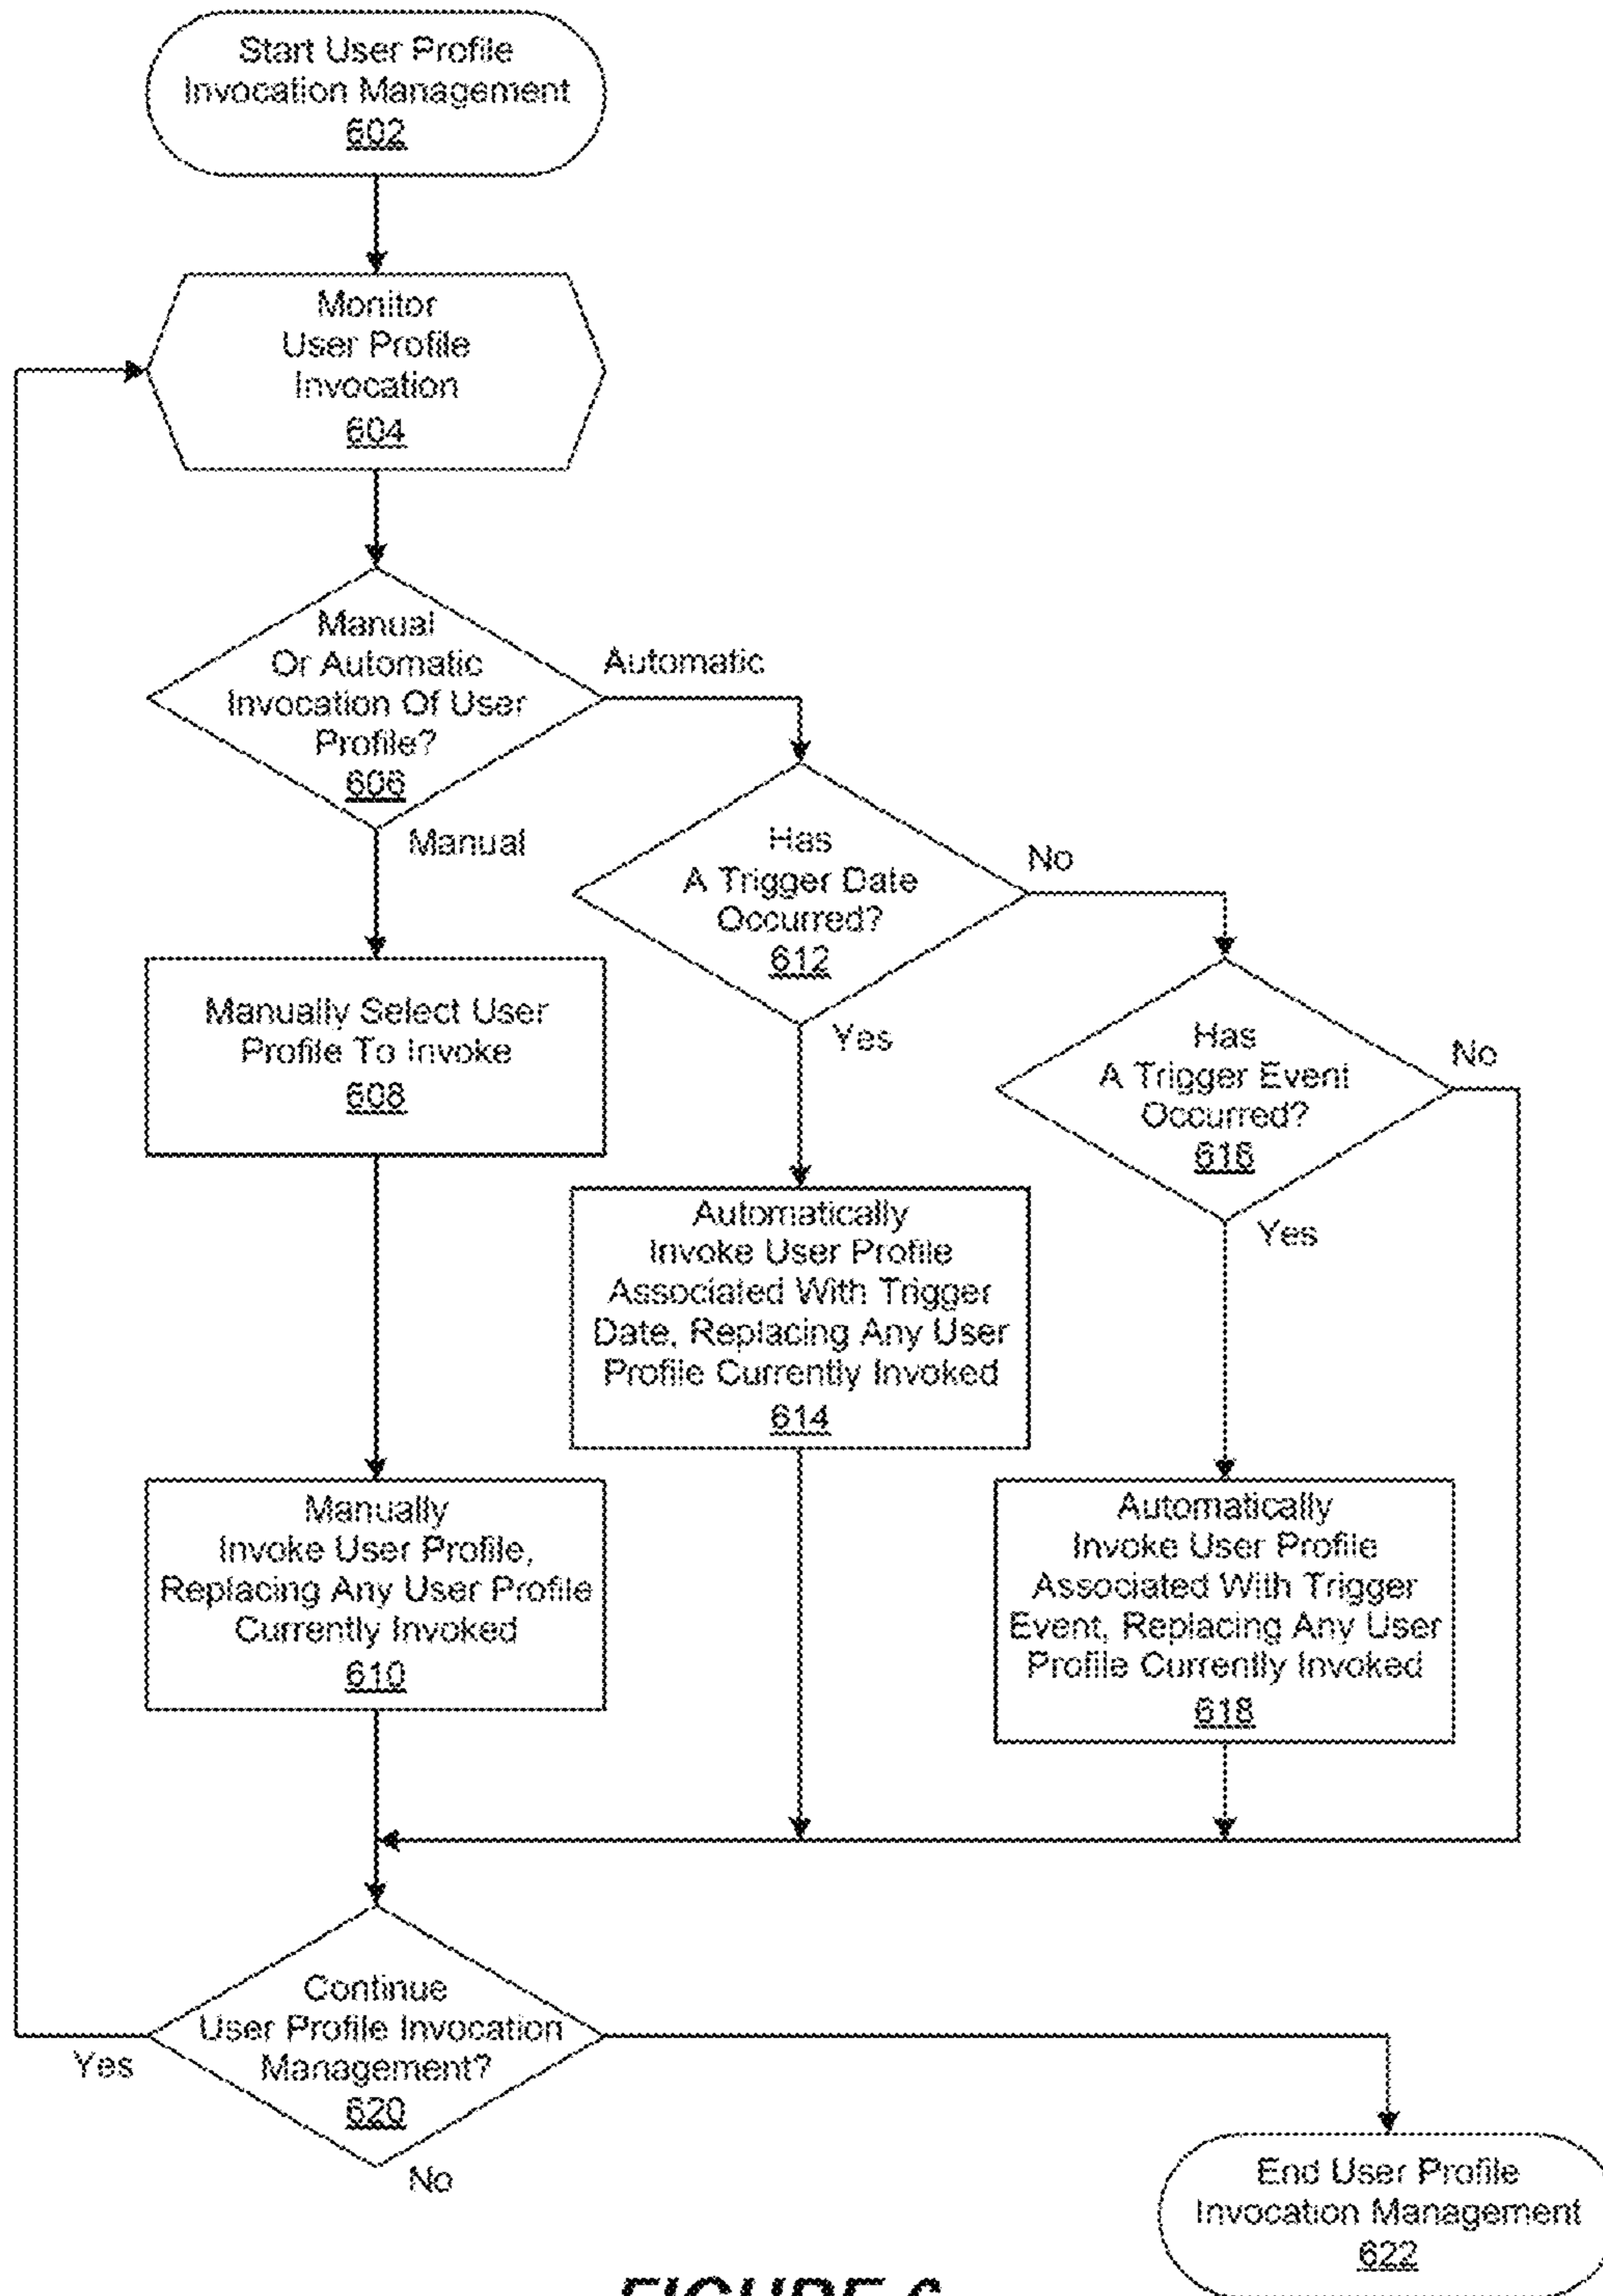 Start User Profile
Invocation Management
602
Monitor
User Profile
Invocation
604
Manual
Or Automatic
Invocation Of User
Profile?
606
Automatic
Manual
Has
A Trigger Date
Occurred?
612
No
Yes
Manually Select User
Profile To Invoke
608
Has
A Trigger Event
Occurred?
616
No
Yes
Automatically
Invoke User Profile
Associated With Trigger
Date, Replacing Any User
Profile Currently Invoked
614
Manually
Invoke User Profile,
Replacing Any User Profile
Currently Invoked
610
Automatically
Invoke User Profile
Associated With Trigger
Event, Replacing Any User
Profile Currently Invoked
618
Continue
User Profile Invocation
Management?
620
Yes
No
End User Profile
Invocation Management
622
FIGURE 6